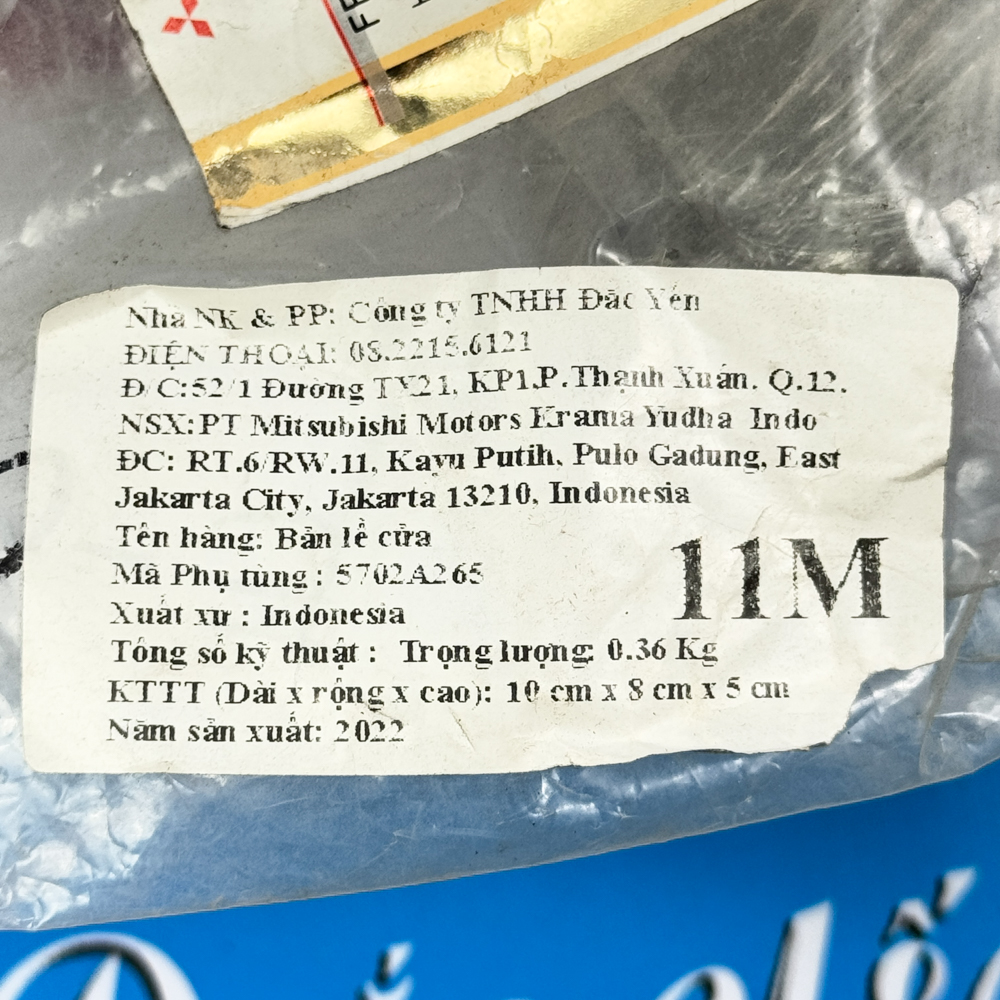 FE
Nhà NK & PP: Công ty TNHH Đắc Yến
ĐIỆN THOẠI: 08.2215.6121
Đ/C:52/1 Đường TX21, KP1,P.Thạnh Xuân. Q.12.
NSX:PT Mitsubishi Motors Krama Yudha Indo
ĐC: RT.6/RW.11, Kayu Putih, Pulo Gadung, East
Jakarta City, Jakarta 13210, Indonesia
Tên hàng: Bản lề cửa
Mã Phụ tùng : 5702A265
11M
Xuất xứ : Indonesia
Tông số kỹ thuật : Trọng lượng: 0.36 Kg
KTTT (Dài x rộng x cao): 10 cm x 8 cm x 5 cm
Năm sản xuất: 2022